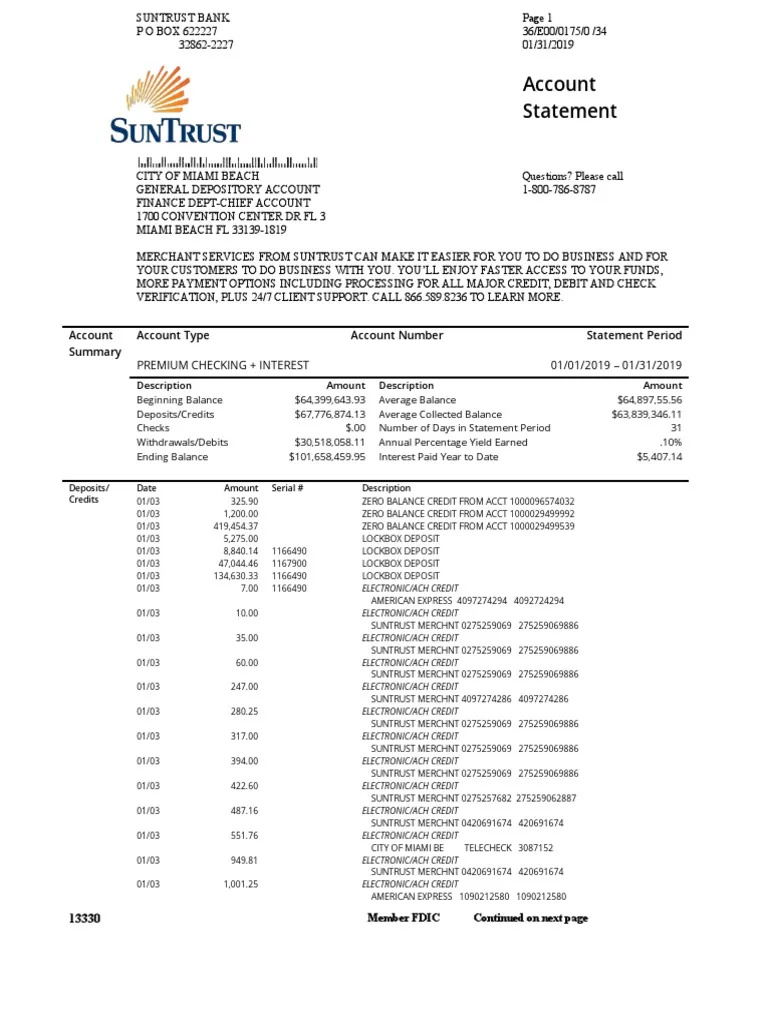 SUNTRUST BANK
P O BOX 622227
32862-2227
Page 1
36/E00/0175/0 /34
01/31/2019
Account
Statement
SUNTRUST
CITY OF MIAMI BEACH
GENERAL DEPOSITORY ACCOUNT
FINANCE DEPT-CHIEF ACCOUNT
1700 CONVENTION CENTER DR FL 3
MIAMI BEACH FL 33139-1819
Questions? Please call
1-800-786-8787
MERCHANT SERVICES FROM SUNTRUST CAN MAKE IT EASIER FOR YOU TO DO BUSINESS AND FOR
YOUR CUSTOMERS TO DO BUSINESS WITH YOU. YOU'LL ENJOY FASTER ACCESS TO YOUR FUNDS,
MORE PAYMENT OPTIONS INCLUDING PROCESSING FOR ALL MAJOR CREDIT, DEBIT AND CHECK
VERIFICATION, PLUS 24/7 CLIENT SUPPORT. CALL 866.589.8236 TO LEARN MORE.
Account Summary
Account Type Account Number Statement Period
PREMIUM CHECKING + INTEREST 01/01/2019 – 01/31/2019
Description Amount Description Amount
Beginning Balance $64,399,643.93 Average Balance $64,897,55.56
Deposits/Credits $67,776,874.13 Average Collected Balance $63,839,346.11
Checks $.00 Number of Days in Statement Period 31
Withdrawals/Debits $30,518,058.11 Annual Percentage Yield Earned .10%
Ending Balance $101,658,459.95 Interest Paid Year to Date $5,407.14
Deposits/ Credits
Date Amount Serial # Description
01/03 325.90 ZERO BALANCE CREDIT FROM ACCT 1000096574032
01/03 1,200.00 ZERO BALANCE CREDIT FROM ACCT 1000029499992
01/03 419,454.37 ZERO BALANCE CREDIT FROM ACCT 1000029499539
01/03 5,275.00 LOCKBOX DEPOSIT
01/03 8,840.14 1166490 LOCKBOX DEPOSIT
01/03 47,044.46 1167900 LOCKBOX DEPOSIT
01/03 134,630.33 1166490 LOCKBOX DEPOSIT
01/03 7.00 1166490 ELECTRONIC/ACH CREDIT
AMERICAN EXPRESS 4097274294 4092724294
01/03 10.00 ELECTRONIC/ACH CREDIT
SUNTRUST MERCHNT 0275259069 275259069886
01/03 35.00 ELECTRONIC/ACH CREDIT
SUNTRUST MERCHNT 0275259069 275259069886
01/03 60.00 ELECTRONIC/ACH CREDIT
SUNTRUST MERCHNT 0275259069 275259069886
01/03 247.00 ELECTRONIC/ACH CREDIT
SUNTRUST MERCHNT 4097274286 4097274286
01/03 280.25 ELECTRONIC/ACH CREDIT
SUNTRUST MERCHNT 0275259069 275259069886
01/03 317.00 ELECTRONIC/ACH CREDIT
SUNTRUST MERCHNT 0275259069 275259069886
01/03 394.00 ELECTRONIC/ACH CREDIT
SUNTRUST MERCHNT 0275259069 275259069886
01/03 422.60 ELECTRONIC/ACH CREDIT
SUNTRUST MERCHNT 0275257682 275259062887
01/03 487.16 ELECTRONIC/ACH CREDIT
SUNTRUST MERCHNT 0420691674 420691674
01/03 551.76 ELECTRONIC/ACH CREDIT
CITY OF MIAMI BE TELECHECK 3087152
01/03 949.81 ELECTRONIC/ACH CREDIT
SUNTRUST MERCHNT 0420691674 420691674
01/03 1,001.25 ELECTRONIC/ACH CREDIT
AMERICAN EXPRESS 1090212580 1090212580
13330 Member FDIC Continued on next page